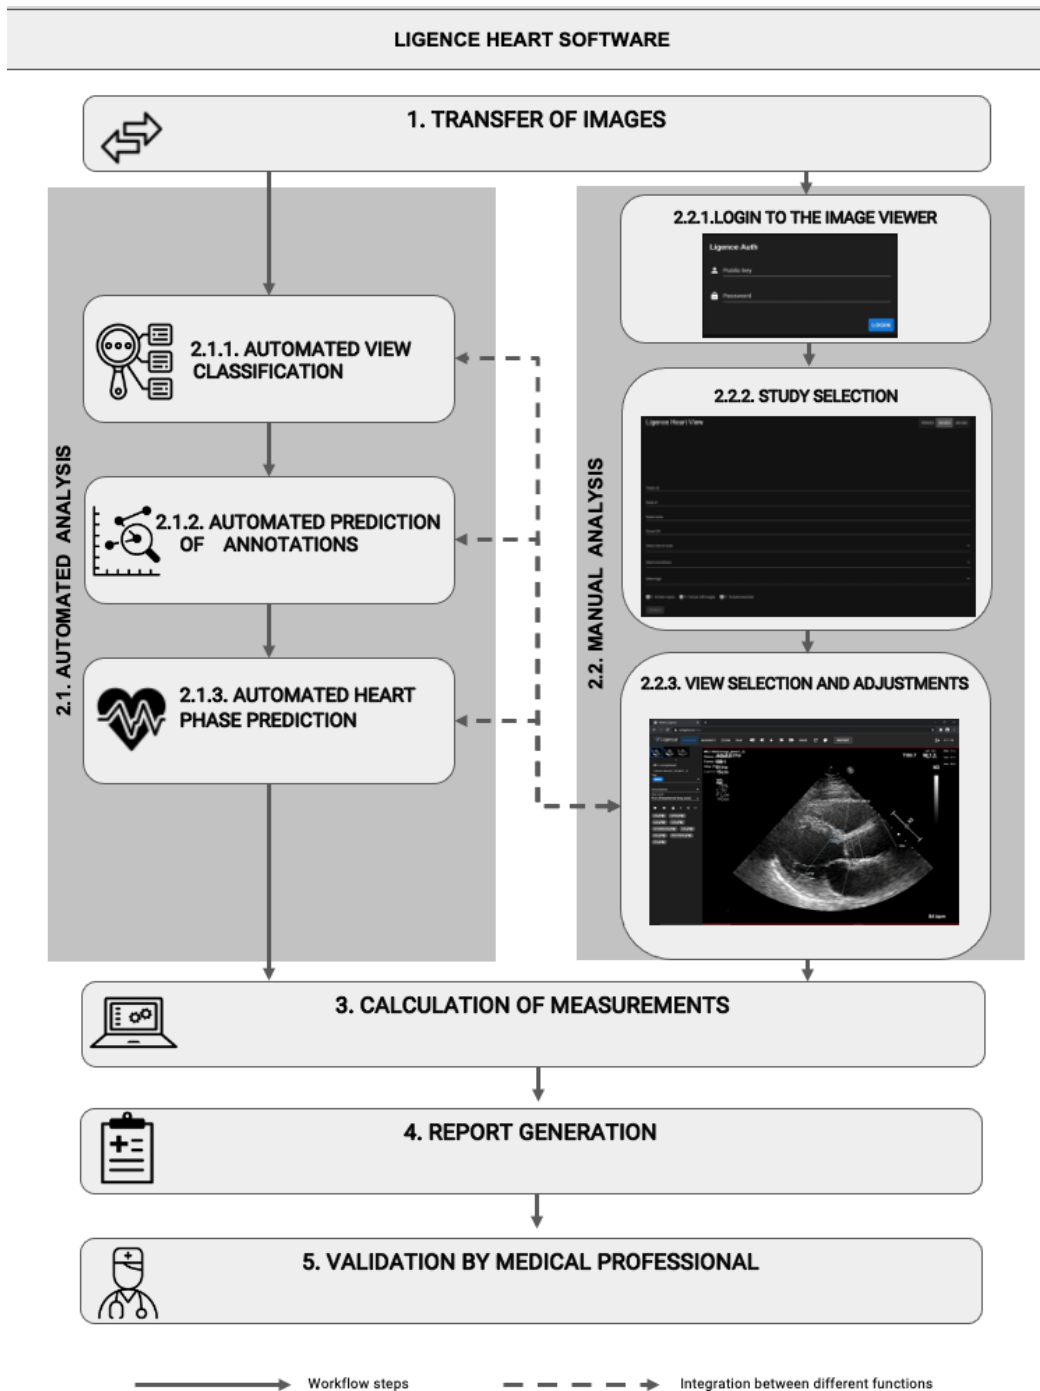 LIGENCE HEART SOFTWARE
1. TRANSFER OF IMAGES
2.1. AUTOMATED ANALYSIS
2.1.1. AUTOMATED VIEW
CLASSIFICATION
2.1.2. AUTOMATED PREDICTION
OF ANNOTATIONS
2.1.3. AUTOMATED HEART
PHASE PREDICTION
2.2. MANUAL ANALYSIS
2.2.1.LOGIN TO THE IMAGE VIEWER
Ligence Auth
Public key
Password
LOGIN
2.2.2. STUDY SELECTION
Ligence Heart View
2.2.3. VIEW SELECTION AND ADJUSTMENTS
3. CALCULATION OF MEASUREMENTS
4. REPORT GENERATION
5. VALIDATION BY MEDICAL PROFESSIONAL
Workflow steps
Integration between different functions